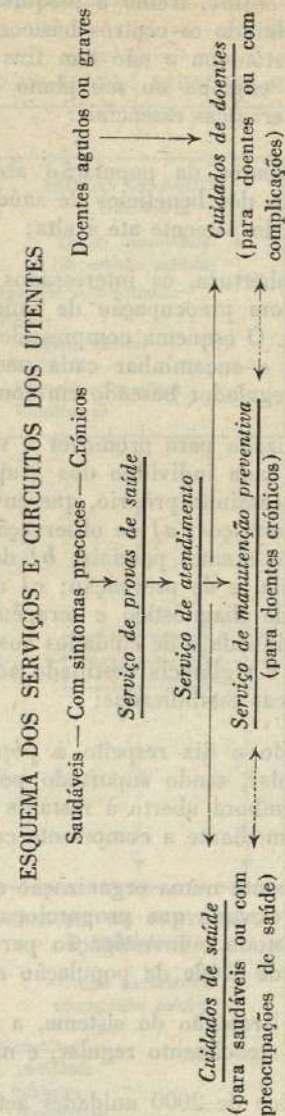 ESQUEMA DOS SERVIÇOS E CIRCUITOS DOS UTENTES
Saudáveis — Com sintomas precoces — Crónicos
Doentes agudos ou graves
Serviço de provas de saúde
Serviço de atendimento
Cuidados de saúde
(para saudáveis ou com
preocupações de saúde)
Serviço de manutenção preventiva
(para doentes crónicos)
Cuidados de doentes
(para doentes ou com
complicações)